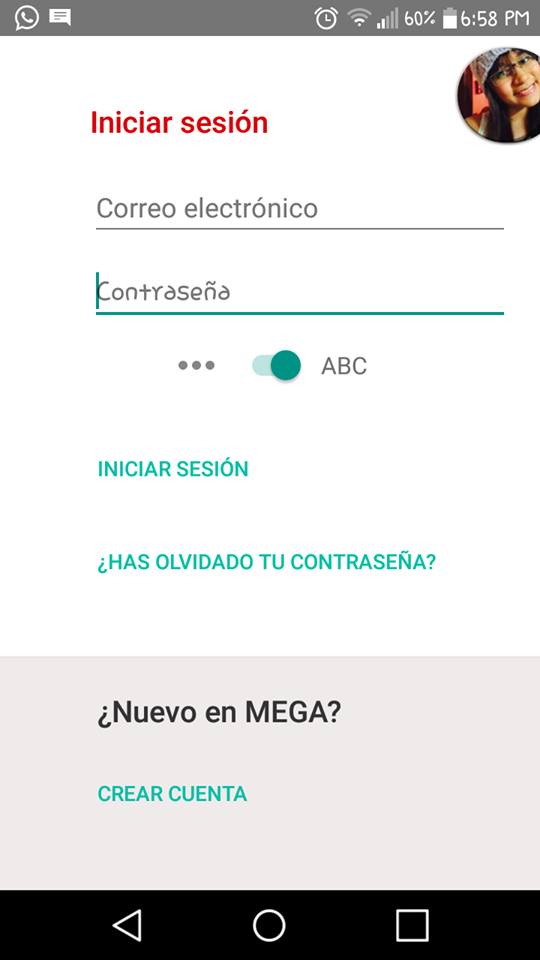 60% 6:58 PM
Iniciar sesión
Correo electrónico
Contraseña
ABC
INICIAR SESIÓN
¿HAS OLVIDADO TU CONTRASEÑA?
¿Nuevo en MEGA?
CREAR CUENTA